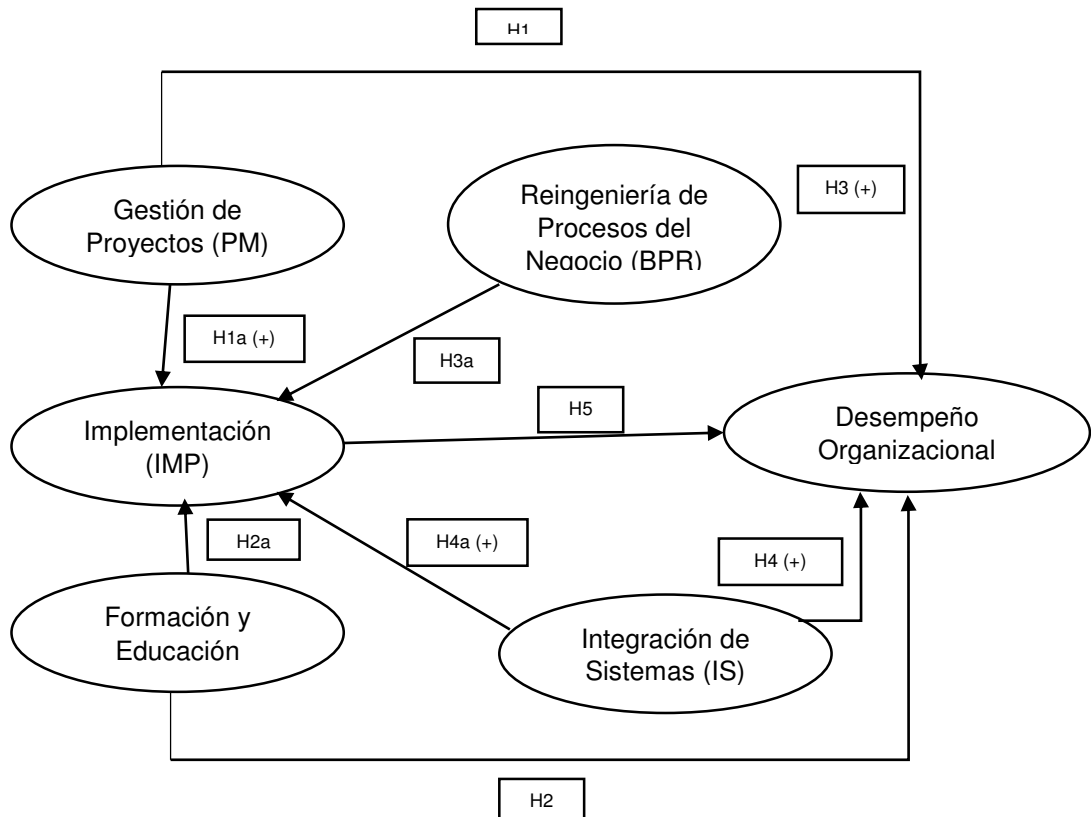 H1
Gestión de
Proyectos (PM)
Reingeniería de
Procesos del
Negocio (BPR)
H3 (+)
H1a (+)
H3a
Implementación
(IMP)
H5
Desempeño
Organizacional
H2a
H4a (+)
H4 (+)
Formación y
Educación
Integración de
Sistemas (IS)
H2